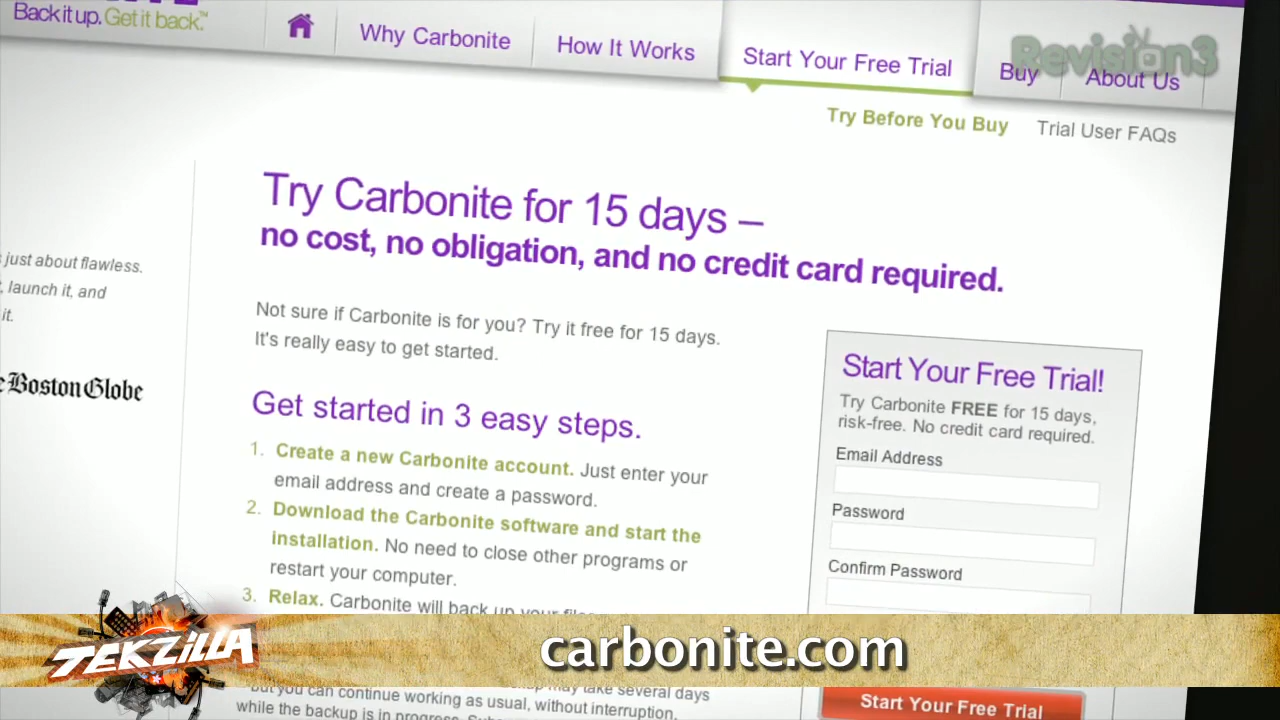 Back it up. Get it back.™
Why Carbonite
How It Works
Start Your Free Trial
Buy
About Us
Revision3
Try Before You Buy
Trial User FAQs
just about flawless.
, launch it, and
it.
Boston Globe
Try Carbonite for 15 days –
no cost, no obligation, and no credit card required.
Not sure if Carbonite is for you? Try it free for 15 days.
It's really easy to get started.
Get started in 3 easy steps.
1. Create a new Carbonite account. Just enter your
email address and create a password.
2. Download the Carbonite software and start the
installation. No need to close other programs or
restart your computer.
3. Relax. Carbonite will back up your
Start Your Free Trial!
Try Carbonite FREE for 15 days,
risk-free. No credit card required.
Email Address
Password
Confirm Password
Start Your Free Trial
TEKZILLA
carbonite.com
may take several days
but you can continue working as usual, without interruption,
while the backup is in progress.